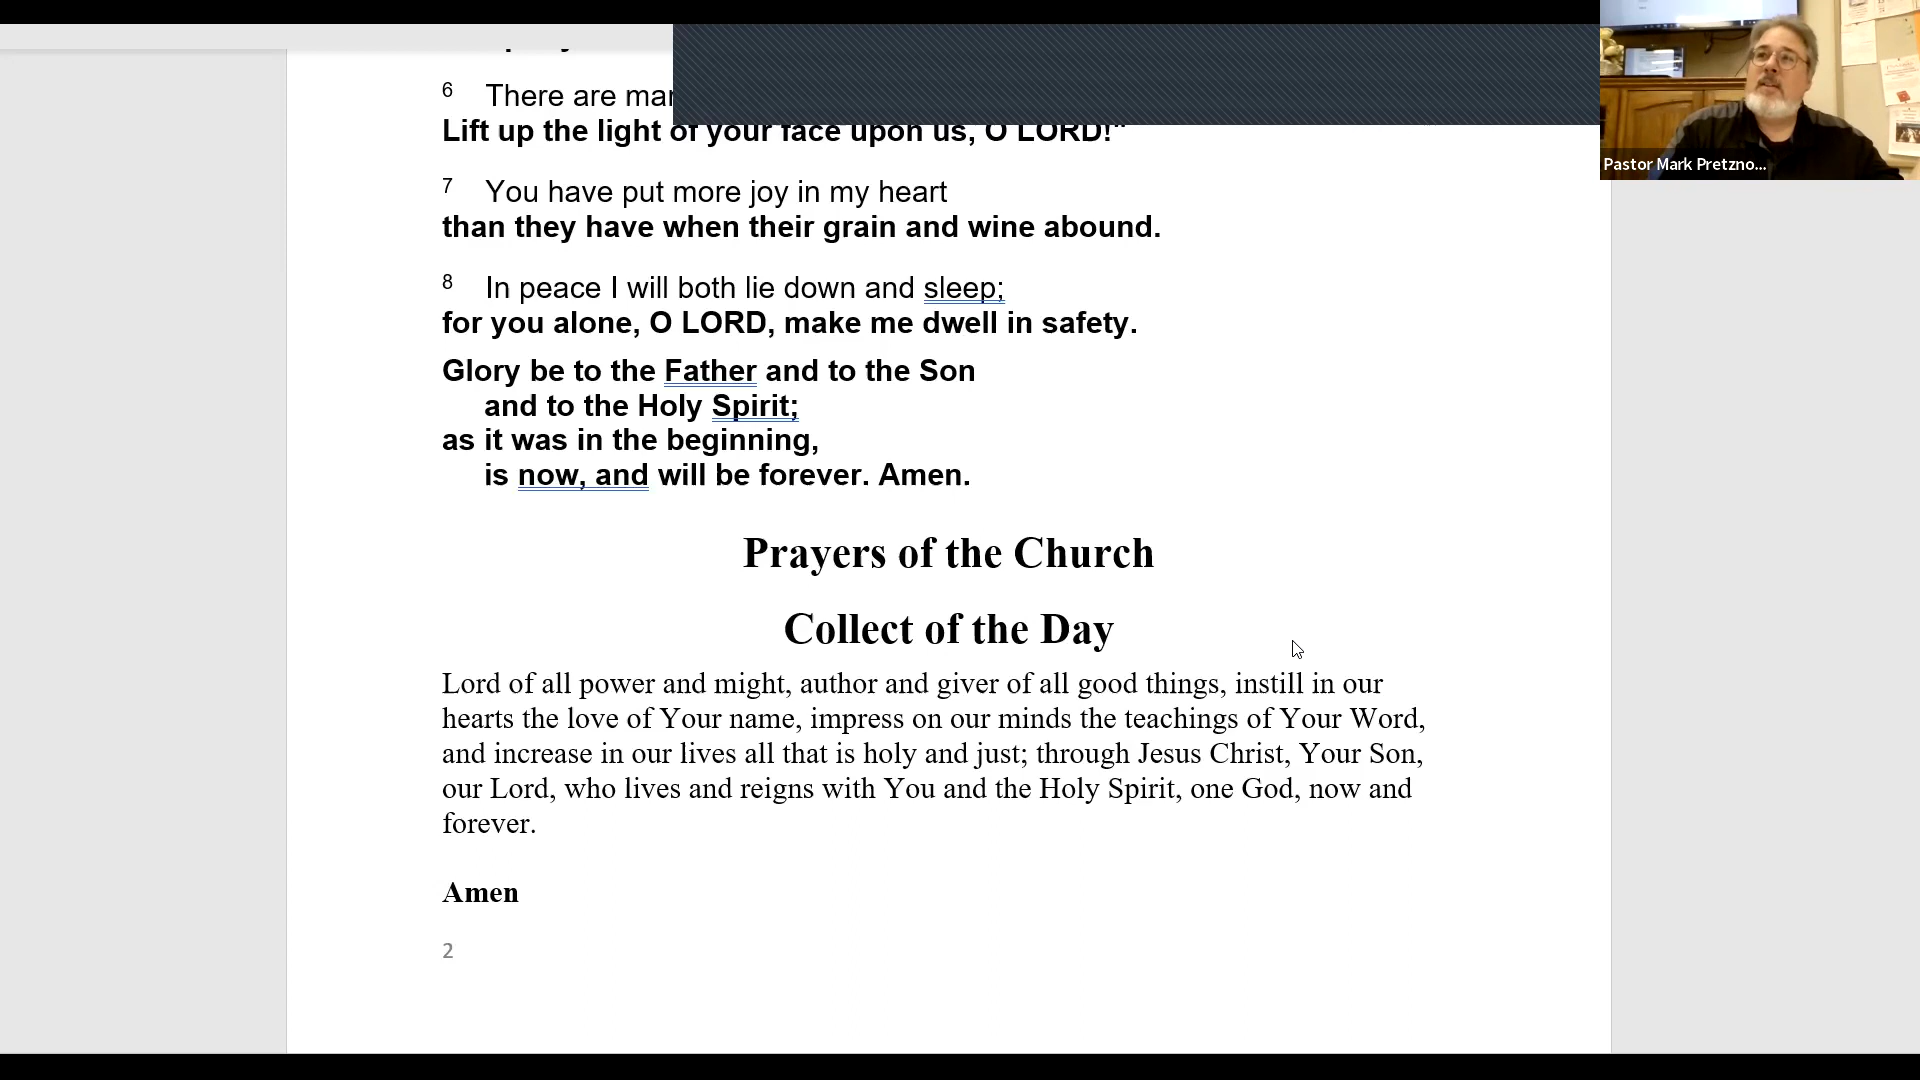 6 There are
Lift up the light of your face upon us, O LORD!"
7 You have put more joy in my heart
than they have when their grain and wine abound.
8 In peace I will both lie down and sleep;
for you alone, O LORD, make me dwell in safety.
Glory be to the Father and to the Son
and to the Holy Spirit;
as it was in the beginning,
is now, and will be forever. Amen.
Prayers of the Church
Collect of the Day
Lord of all power and might, author and giver of all good things, instill in our
hearts the love of Your name, impress on our minds the teachings of Your Word,
and increase in our lives all that is holy and just; through Jesus Christ, Your Son,
our Lord, who lives and reigns with You and the Holy Spirit, one God, now and
forever.
Amen
2
Pastor Mark Pretzno...